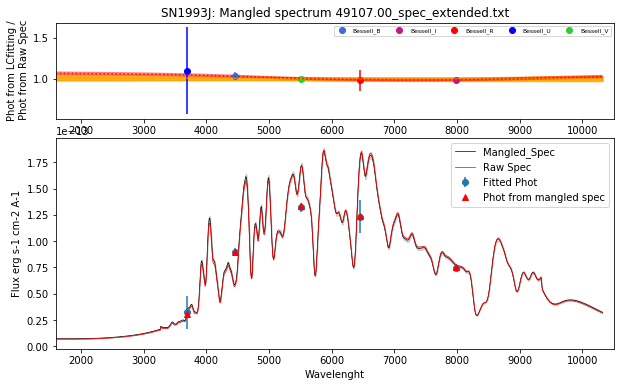 SN1993J: Mangled spectrum 49107.00_spec_extended.txt
Phot from LCfitting /
Phot from Raw Spec
Bessell_B Bessell_I Bessell_R Bessell_U Bessell_V
1.5
1.0
2000 3000 4000 5000 6000 7000 8000 9000 10000
1e−13
Flux erg s-1 cm-2 A-1
Mangled_Spec
Raw Spec
Fitted Phot
Phot from mangled spec
1.75
1.50
1.25
1.00
0.75
0.50
0.25
0.00
2000 3000 4000 5000 6000 7000 8000 9000 10000
Wavelenght